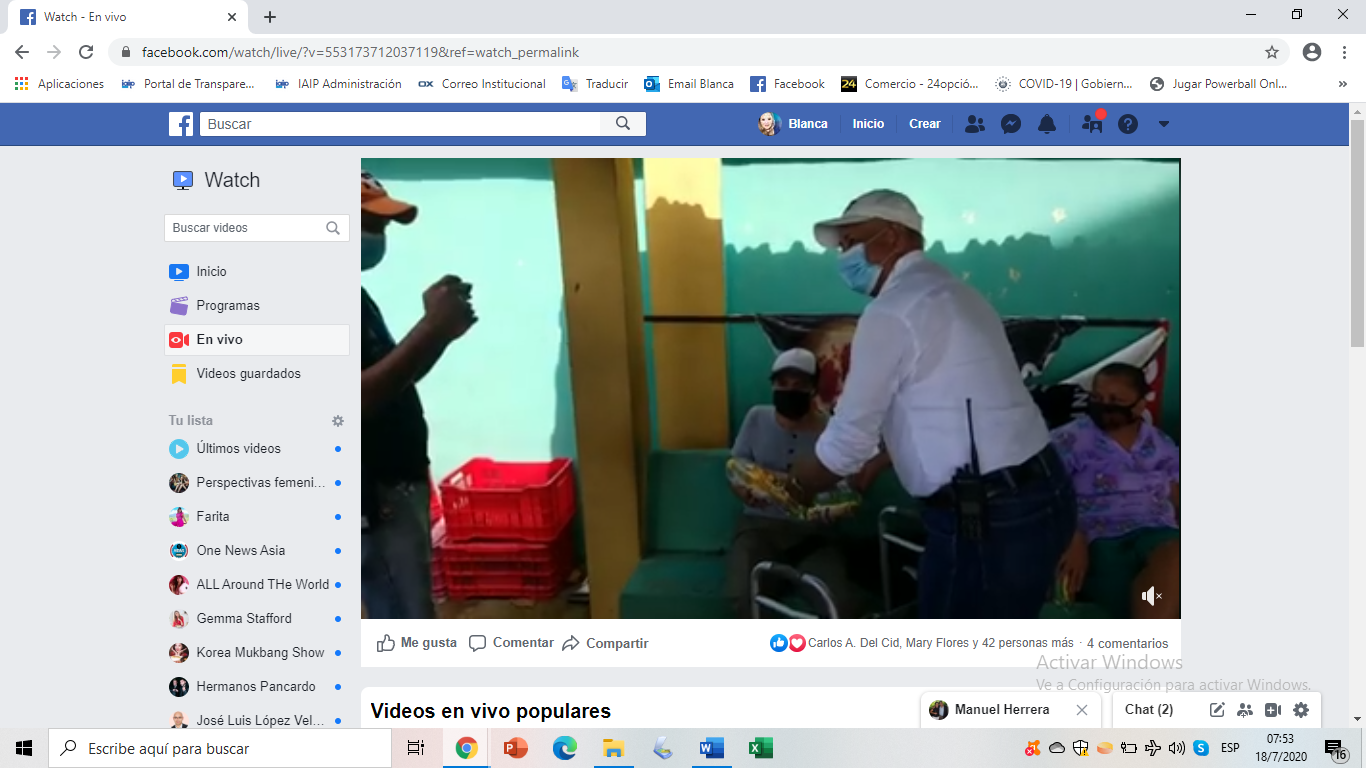 Watch - En vivo
facebook.com/watch/live/?v=553173712037119&ref=watch_permalink
Aplicaciones
Portal de Transpare...
IAIP Administración
Correo Institucional
Traducir
Email Blanca
Facebook
24
Comercio - 24opció...
COVID-19 | Gobiern...
Jugar Powerball Onl...
Buscar
Blanca
Inicio
Crear
Watch
Buscar videos
Inicio
Programas
En vivo
Videos guardados
Tu lista
Últimos videos
Perspectivas femeni...
Farita
One News Asia
ALL Around THe World
Gemma Stafford
Korea Mukbang Show
Hermanos Pancardo
José Luis López Vel...
Me gusta
Comentar
Compartir
Carlos A. Del Cid, Mary Flores y 42 personas más · 4 comentarios
Videos en vivo populares
Activar Windows
Ve a Configuración para activar Windows.
Manuel Herrera
Chat (2)
Escribe aquí para buscar
ESP
07:53
18/7/2020
16